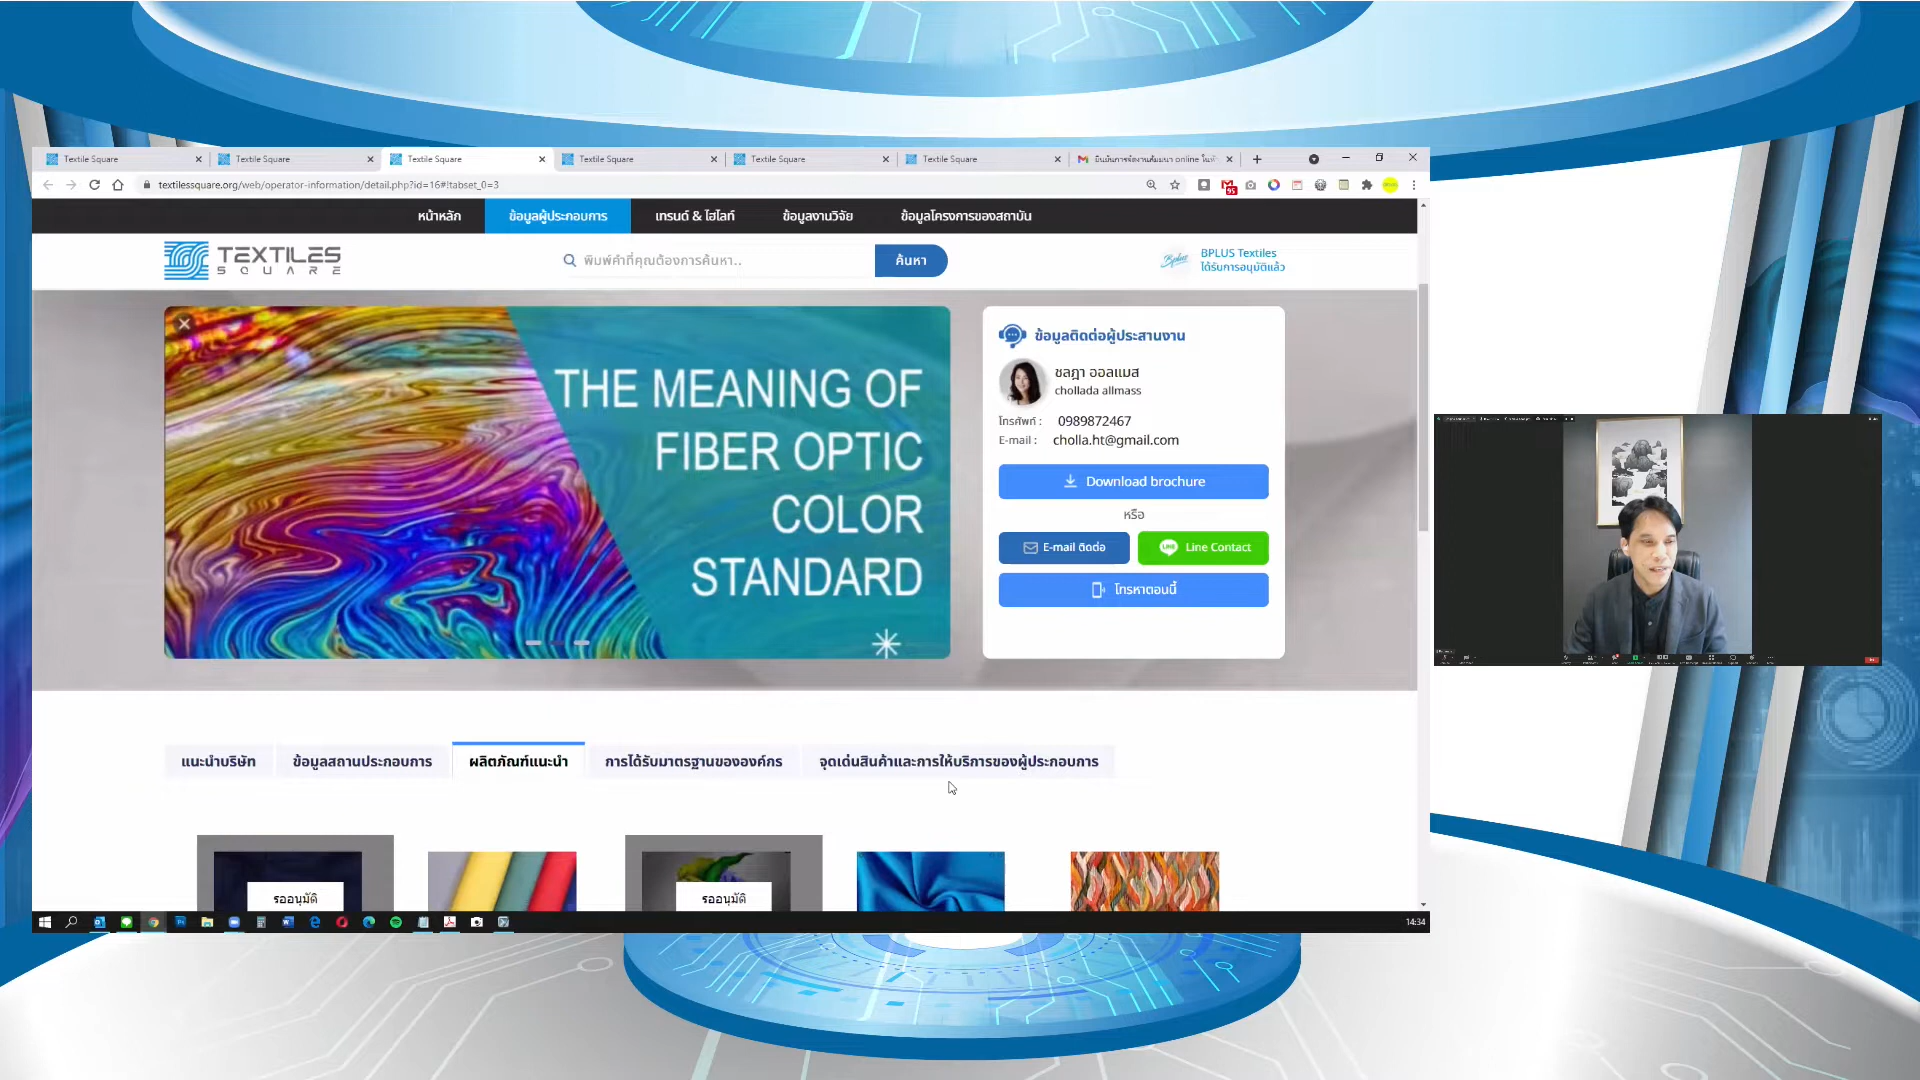 Textile Square
Textile Square
Textile Square
Textile Square
Textile Square
Textile Square
textilessquare.org/web/operator-information/detail.php?id=16#!tabset_0=3
95
หน้าหลัก
ข้อมูลผู้ประกอบการ
เทรนด์ & ไฮไลท์
ข้อมูลงานวิจัย
ข้อมูลโครงการของสถาบัน
TEXTILES
SQUARE
พิมพ์คำที่คุณต้องการค้นหา..
ค้นหา
Bplus
BPLUS Textiles
ได้รับการอนุมัติแล้ว
THE MEANING OF
FIBER OPTIC
COLOR
STANDARD
ข้อมูลติดต่อผู้ประสานงาน
ชลฎา ออลแมส
chollada allmass
โทรศัพท์ : 0989872467
E-mail : cholla.ht@gmail.com
Download brochure
หรือ
E-mail ติดต่อ
LINE
Line Contact
โทรหาตอนนี้
แนะนำบริษัท
ข้อมูลสถานประกอบการ
ผลิตภัณฑ์แนะนำ
การได้รับมาตรฐานขององค์กร
จุดเด่นสินค้าและการให้บริการของผู้ประกอบการ
รออนุมัติ
รออนุมัติ
14:34